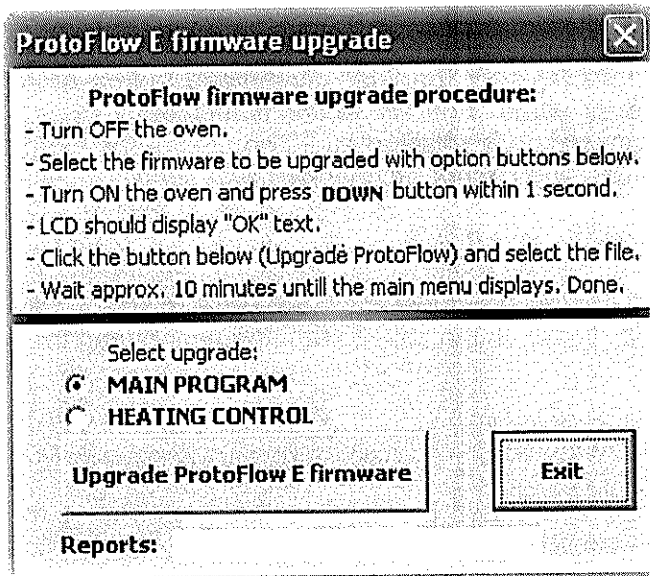 ProtoFlow E firmware upgrade
ProtoFlow firmware upgrade procedure:
- Turn OFF the oven.
- Select the firmware to be upgraded with option buttons below.
- Turn ON the oven and press DOWN button within 1 second.
- LCD should display "OK" text.
- Click the button below (Upgrade ProtoFlow) and select the file.
- Wait approx. 10 minutes untill the main menu displays. Done.
Select upgrade:
MAIN PROGRAM
HEATING CONTROL
Upgrade ProtoFlow E firmware
Exit
Reports: